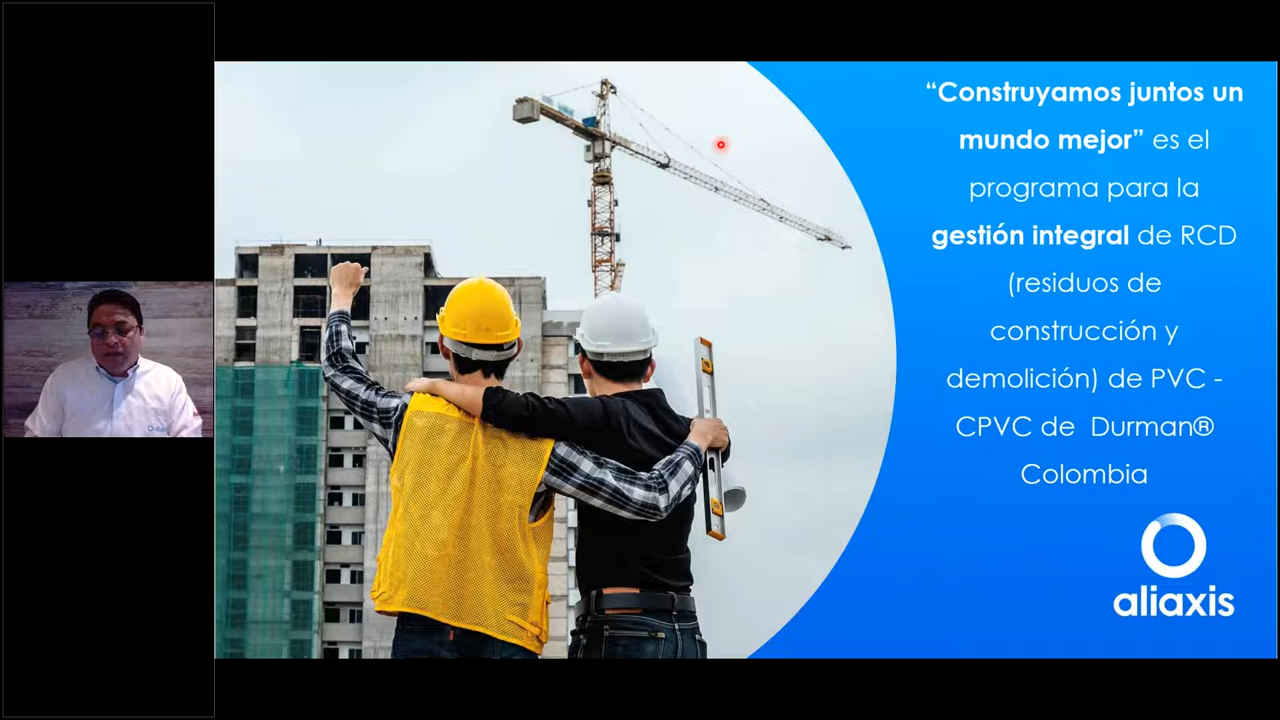 “Construyamos juntos un
mundo mejor” es el
programa para la
gestión integral de RCD
(residuos de
construcción y
demolición) de PVC -
CPVC de Durman®
Colombia
aliaxis